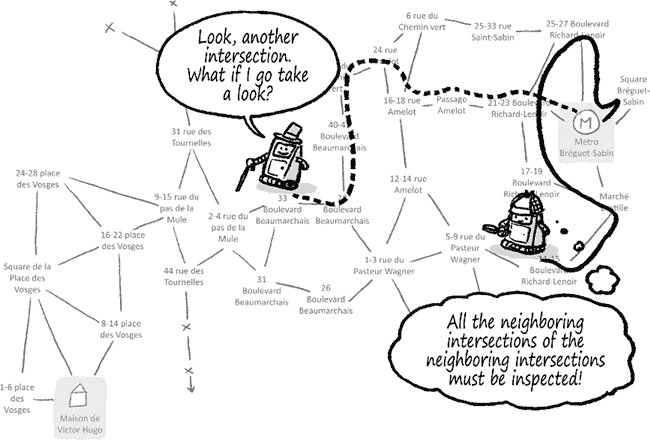 Look, another
intersection.
What if I go take
a look?
6 rue du
Chemin vert
25-33 rue
Saint-Sabin
25-27 Boulevard
Richard-Lenoir
24 rue
vert
16-18 rue
Amelot
Passage
Amelot
21-23 Boulevard
Richard-Lenoir
Square
Bréguet-
Sabin
M
Métro
Bréguet-Sabin
31 rue des
Tournelles
Boulevard
Beaumarchais
24-28 place
des Vosges
9-15 rue du
pas de la
Mule
2-4 rue du
pas de la
Mule
33
Boulevard
Beaumarchais
Boulevard
Beaumarchais
12-14 rue
Amelot
17-19
Boulevard
Marché
16-22 place
des Vosges
5-9 rue du
Pasteur
Wagner
Square de la
Place des
Vosges
44 rue des
Tournelles
31
Boulevard
Beaumarchais
26
Boulevard
Beaumarchais
1-3 rue du
Pasteur Wagner
Boulevard
Richard-Lenoir
8-14 place
des Vosges
1-6 place
des Vosges
Maison de
Victor Hugo
All the neighboring
intersections of the
neighboring intersections
must be inspected!